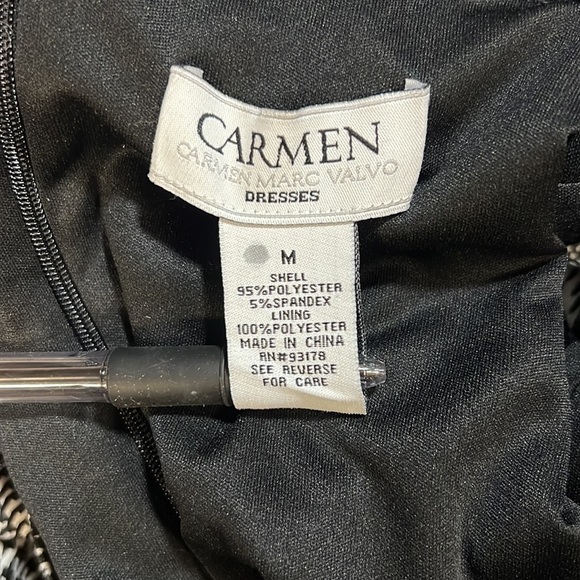 CARMEN
CARMEN MARC VALVO
DRESSES
M
SHELL
95%POLYESTER
5%SPANDEX
LINING
100%POLYESTER
MADE IN CHINA
RN#93178
SEE REVERSE
FOR CARE